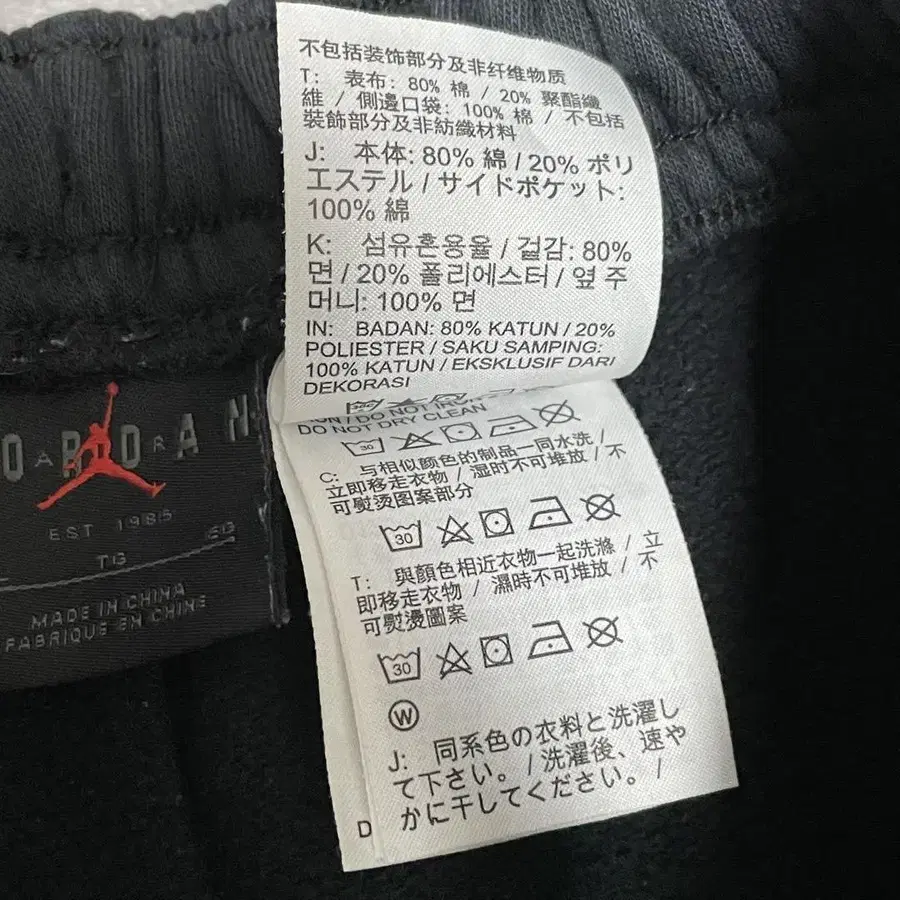 不包括装饰部分及非纤维物质
T: 表布: 80% 棉 / 20% 聚酯纖
維 / 側邊口袋: 100% 棉 / 不包括
裝飾部分及非紡織材料
J: 本体: 80% 綿 / 20% ポリ
エステル / サイドポケット:
100% 綿
K: 섬유혼용율 / 겉감: 80%
면 / 20% 폴리에스터 / 옆 주
머니: 100% 면
IN: BADAN: 80% KATUN / 20%
POLIESTER / SAKU SAMPING:
100% KATUN / EKSKLUSIF DARI
DEKORASI
DO NOT DRY CLEAN
C: 与相似颜色的制品一同水洗 /
立即移走衣物 / 湿时不可堆放 / 不
可熨烫图案部分
30
T: 與顏色相近衣物一起洗滌 / 立
即移走衣物 / 濕時不可堆放 / 不
可熨燙圖案
30
W
J: 同系色の衣料と洗濯し
て下さい。/ 洗濯後、速や
かに干してください。/
D
JORDAN
EST 1985
TG EG
MADE IN CHINA
FABRIQUE EN CHINE